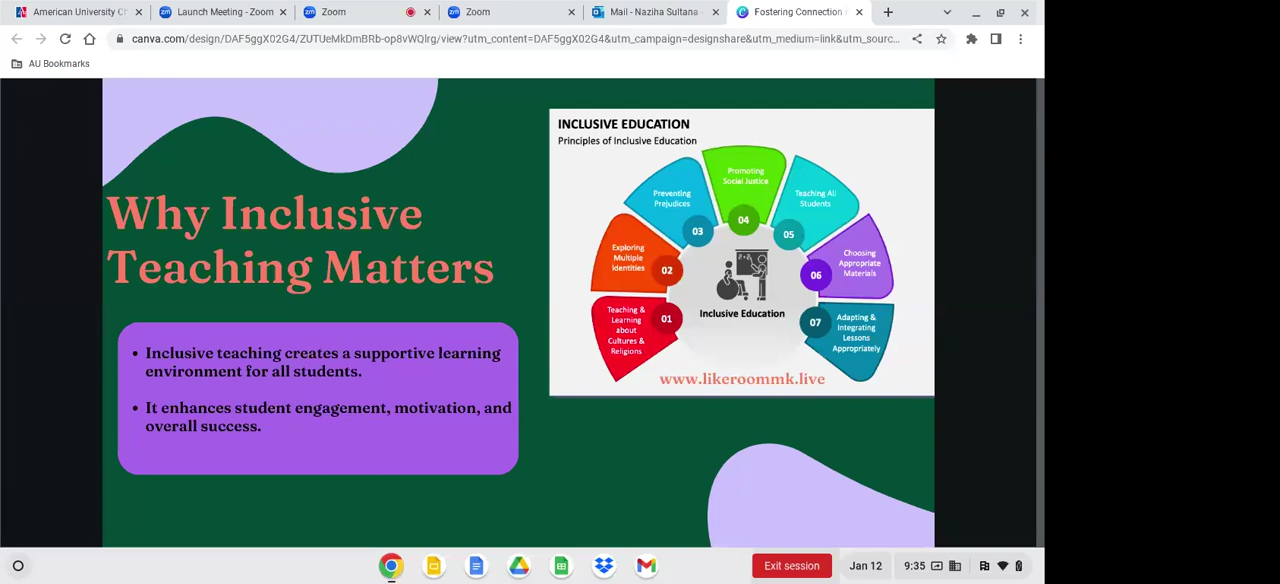 American University Ch
Launch Meeting - Zoom
Zoom
Zoom
Mail - Naziha Sultana -
Fostering Connection
canva.com/design/DAF5ggX02G4/ZUTUeMkDmBRb-op8vWQlrg/view?utm_content=DAF5ggX02G4&utm_campaign=designshare&utm_medium=link&utm_sourc...
AU Bookmarks
Why Inclusive
Teaching Matters
• Inclusive teaching creates a supportive learning
environment for all students.
• It enhances student engagement, motivation, and
overall success.
INCLUSIVE EDUCATION
Principles of Inclusive Education
Teaching &
Learning
about
Cultures &
Religions
01
Exploring
Multiple
Identities
02
Preventing
Prejudices
03
Promoting
Social Justice
04
Teaching All
Students
05
Choosing
Appropriate
Materials
06
Adapting &
Integrating
Lessons
Appropriately
07
Inclusive Education
www.likeroommk.live
Exit session
Jan 12
9:35